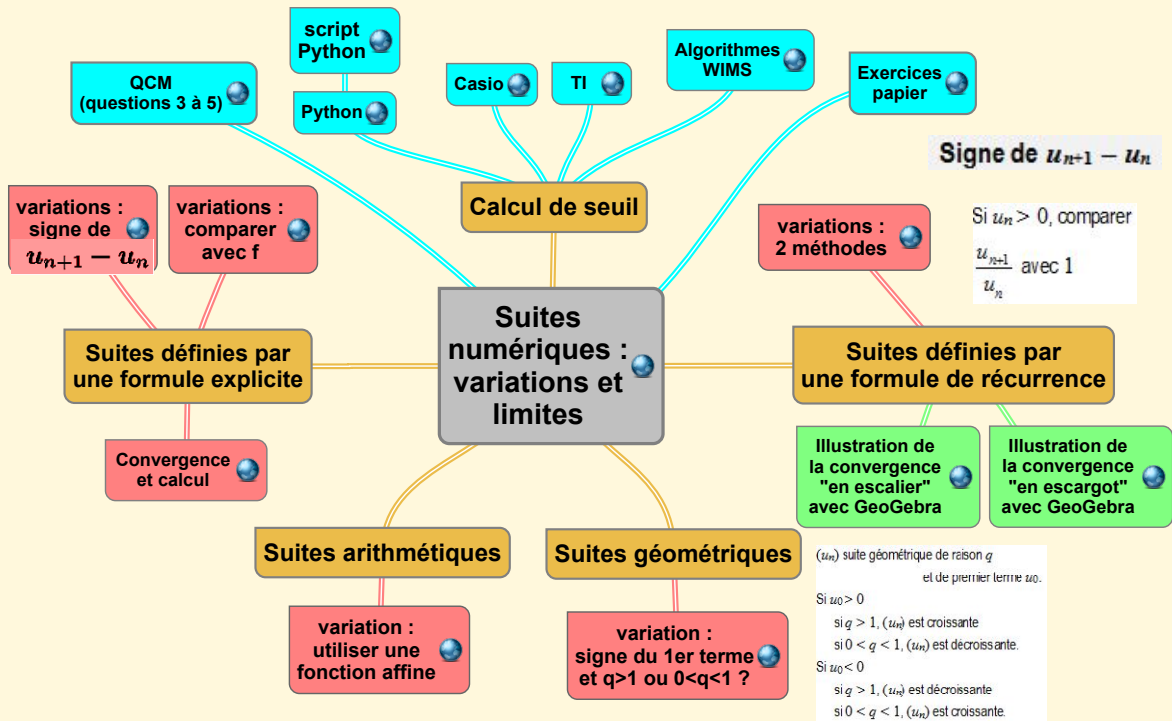 script
Python
QCM
(questions 3 à 5)
Python
Casio
TI
Algorithmes
WIMS
Exercices
papier
Signe de uₙ₊₁ − uₙ
variations :
signe de
uₙ₊₁ − uₙ
variations :
comparer
avec f
Calcul de seuil
variations :
2 méthodes
Si uₙ > 0, comparer
uₙ₊₁
uₙ
avec 1
Suites définies par
une formule explicite
Suites
numériques :
variations et
limites
Suites définies par
une formule de récurrence
Convergence
et calcul
Illustration de
la convergence
"en escalier"
avec GeoGebra
Illustration de
la convergence
"en escargot"
avec GeoGebra
Suites arithmétiques
Suites géométriques
variation :
utiliser une
fonction affine
variation :
signe du 1er terme
et q>1 ou 0<q<1 ?
(uₙ) suite géométrique de raison q
et de premier terme u₀.
Si u₀ > 0
si q > 1, (uₙ) est croissante
si 0 < q < 1, (uₙ) est décroissante.
Si u₀ < 0
si q > 1, (uₙ) est décroissante
si 0 < q < 1, (uₙ) est croissante.